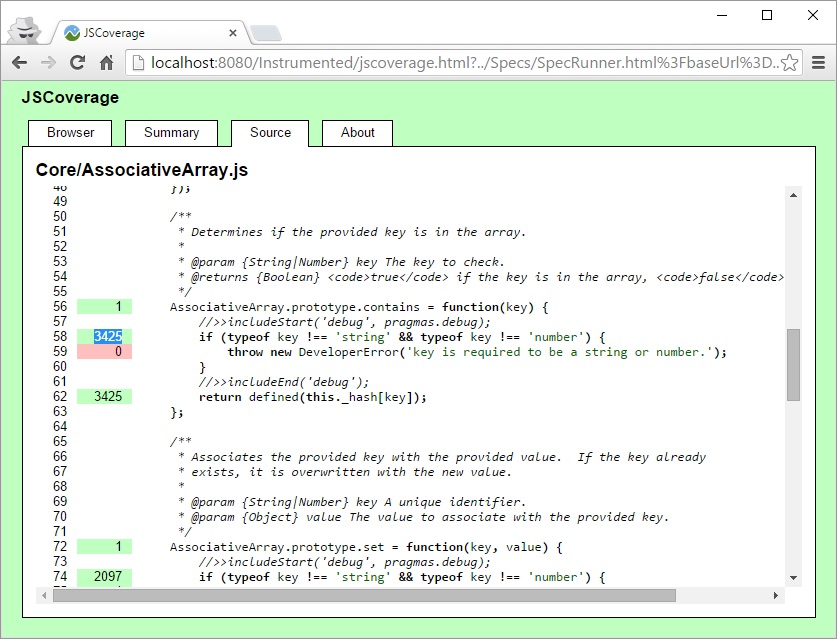 JSCoverage
localhost:8080/Instrumented/jscoverage.html?../Specs/SpecRunner.html%3FbaseUrl%3D...
JSCoverage
Browser Summary Source About
Core/AssociativeArray.js
48 });
49
50 /**
51 * Determines if the provided key is in the array.
52 *
53 * @param {String|Number} key The key to check.
54 * @returns {Boolean} <code>true</code> if the key is in the array, <code>false</code>
55 */
56 1 AssociativeArray.prototype.contains = function(key) {
57 //>>includeStart('debug', pragmas.debug);
58 3425 if (typeof key !== 'string' && typeof key !== 'number') {
59 0 throw new DeveloperError('key is required to be a string or number.');
60 }
61 //>>includeEnd('debug');
62 3425 return defined(this._hash[key]);
63 };
64
65 /**
66 * Associates the provided key with the provided value.  If the key already
67 * exists, it is overwritten with the new value.
68 *
69 * @param {String|Number} key A unique identifier.
70 * @param {Object} value The value to associate with the provided key.
71 */
72 1 AssociativeArray.prototype.set = function(key, value) {
73 //>>includeStart('debug', pragmas.debug);
74 2097 if (typeof key !== 'string' && typeof key !== 'number') {